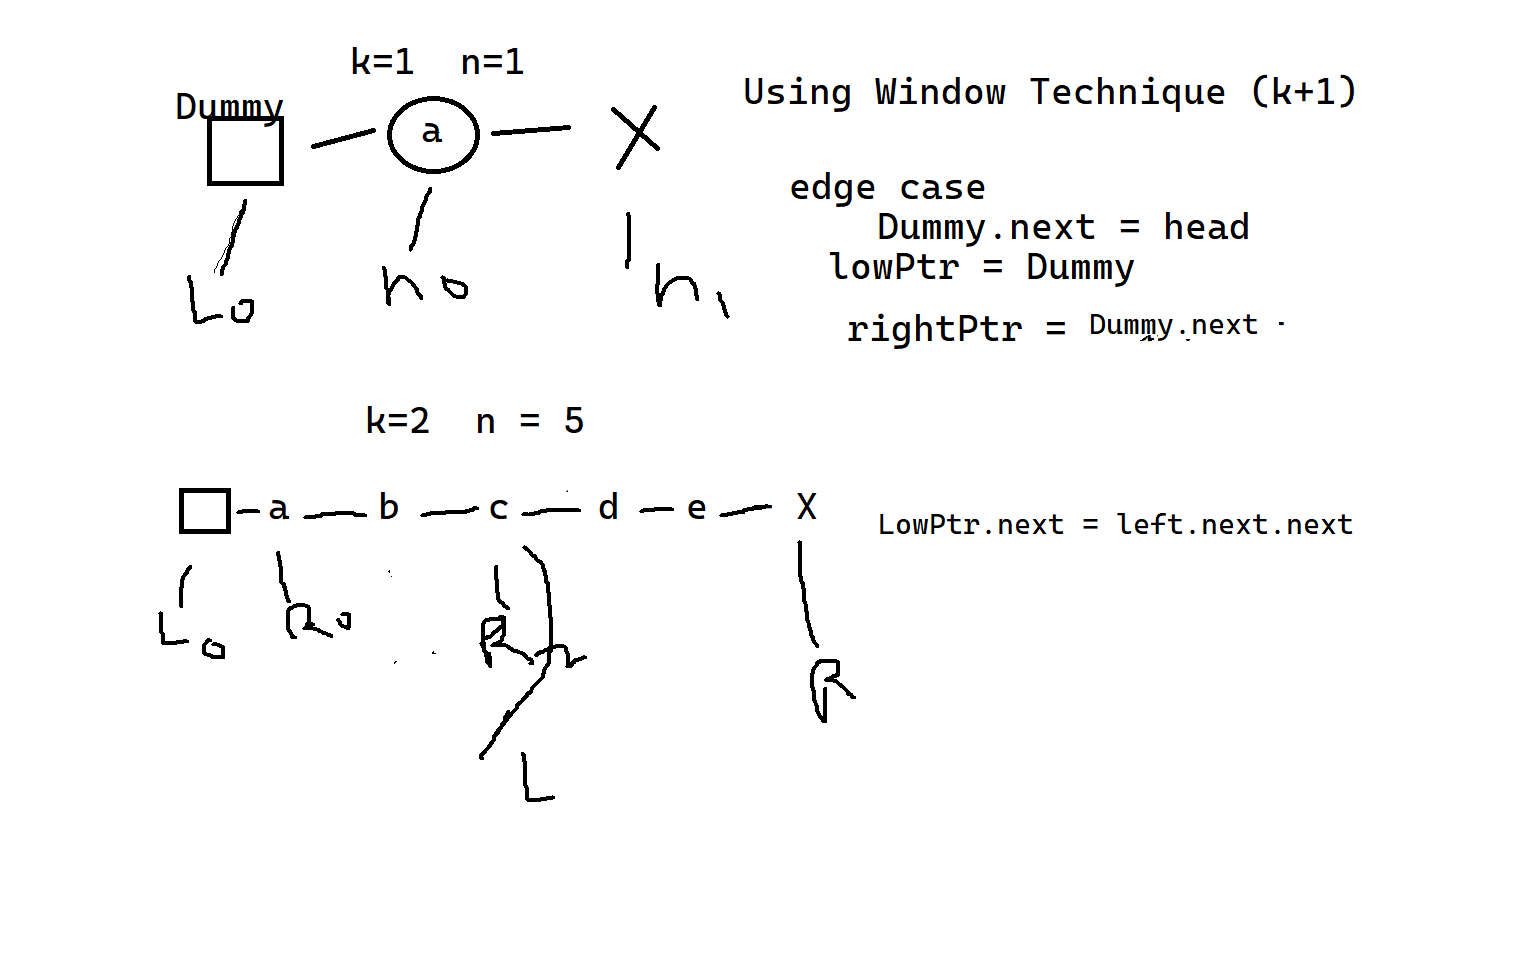 k=1 n=1
Dummy
a
X
Lo
ho
h1
Using Window Technique (k+1)
edge case
Dummy.next = head
lowPtr = Dummy
rightPtr = Dummy.next
k=2 n = 5
a b c d e X
LowPtr.next = left.next.next
Lo
Ro
R
R
L